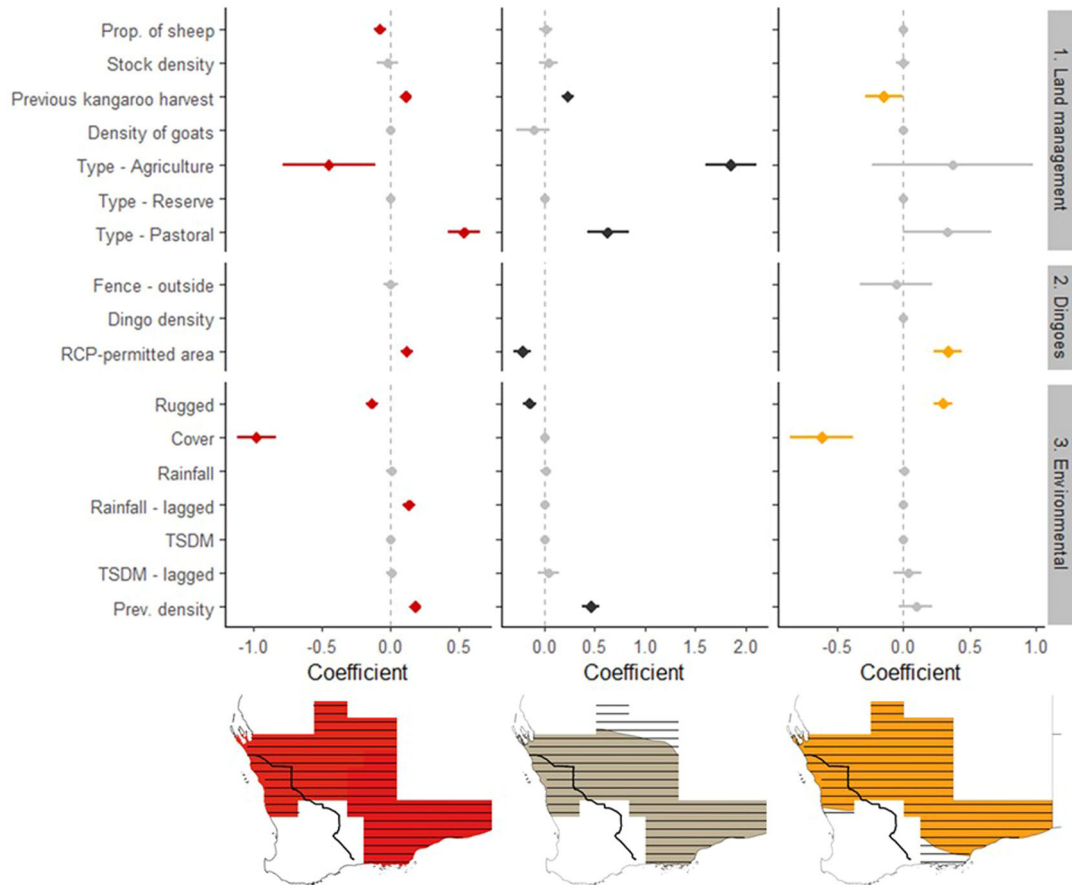 Prop. of sheep
Stock density
Previous kangaroo harvest
Density of goats
Type - Agriculture
Type - Reserve
Type - Pastoral
1. Land management
Fence - outside
Dingo density
RCP-permitted area
2. Dingoes
Rugged
Cover
Rainfall
Rainfall - lagged
TSDM
TSDM - lagged
Prev. density
3. Environmental
-1.0 -0.5 0.0 0.5
0.0 0.5 1.0 1.5 2.0
-0.5 0.0 0.5 1.0
Coefficient Coefficient Coefficient